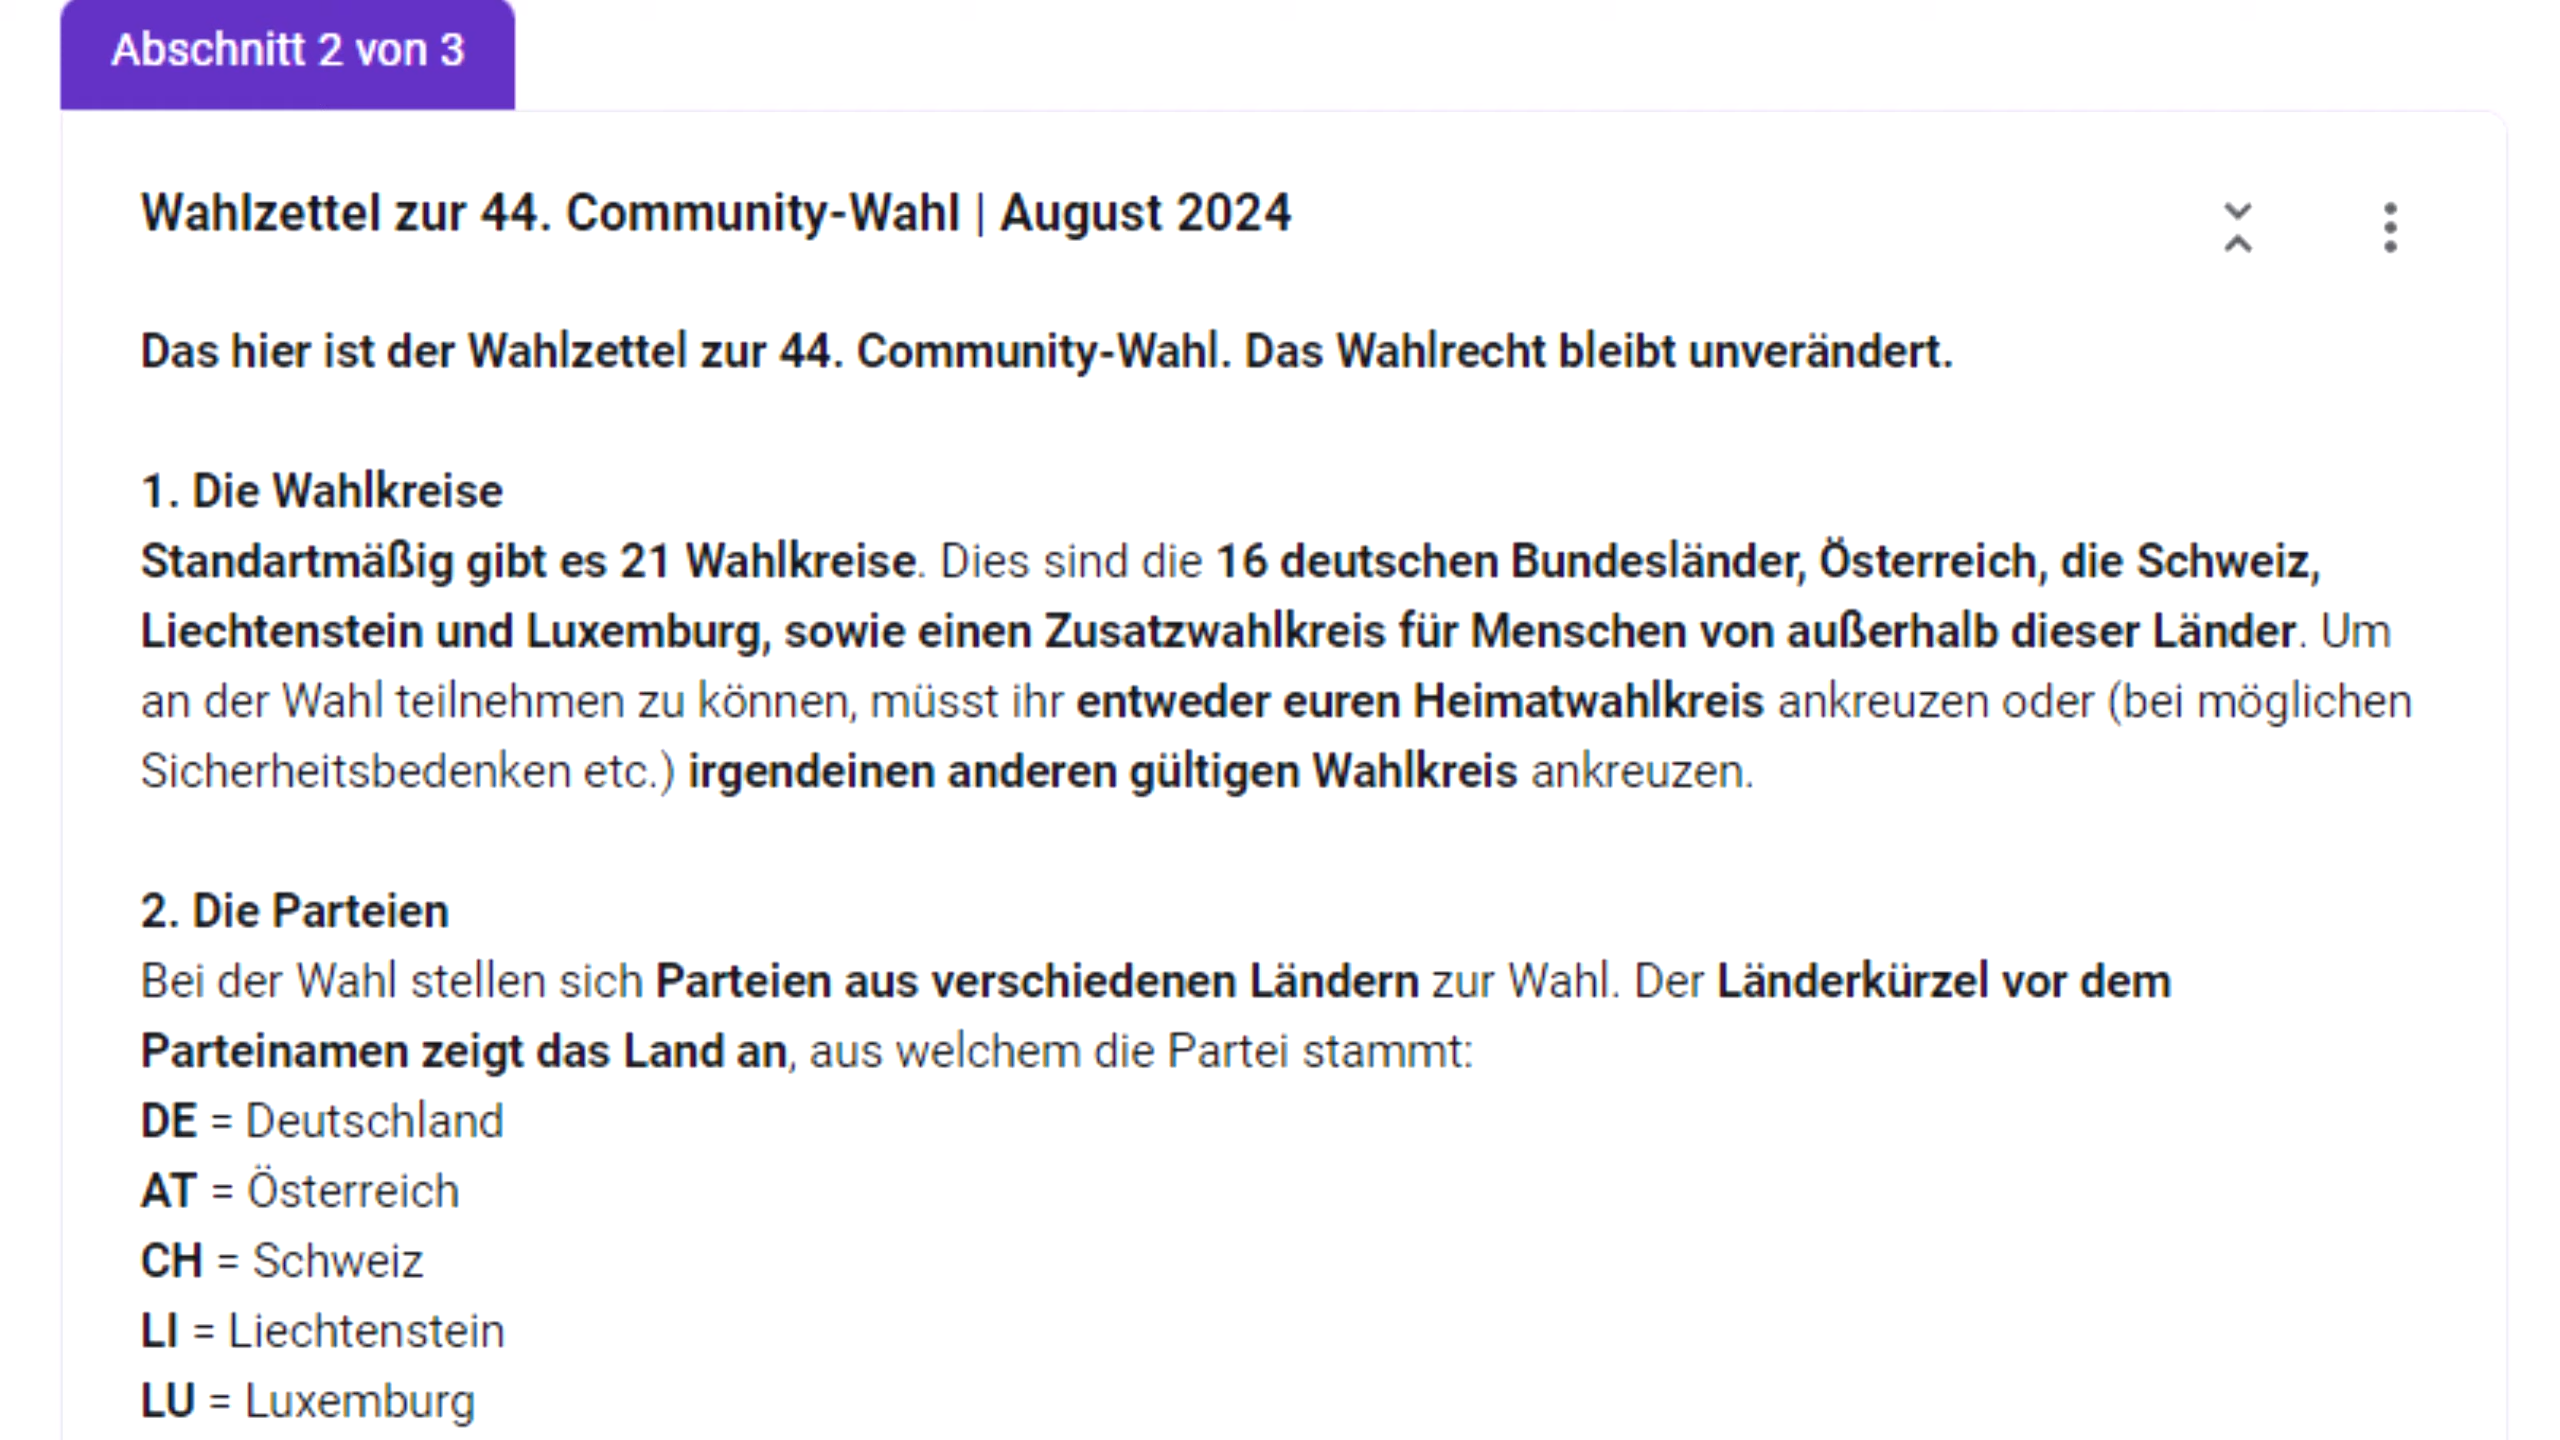 Abschnitt 2 von 3
Wahlzettel zur 44. Community-Wahl | August 2024
Das hier ist der Wahlzettel zur 44. Community-Wahl. Das Wahlrecht bleibt unverändert.
1. Die Wahlkreise
Standartmäßig gibt es 21 Wahlkreise. Dies sind die 16 deutschen Bundesländer, Österreich, die Schweiz,
Liechtenstein und Luxemburg, sowie einen Zusatzwahlkreis für Menschen von außerhalb dieser Länder. Um
an der Wahl teilnehmen zu können, müsst ihr entweder euren Heimatwahlkreis ankreuzen oder (bei möglichen
Sicherheitsbedenken etc.) irgendeinen anderen gültigen Wahlkreis ankreuzen.
2. Die Parteien
Bei der Wahl stellen sich Parteien aus verschiedenen Ländern zur Wahl. Der Länderkürzel vor dem
Parteinamen zeigt das Land an, aus welchem die Partei stammt:
DE = Deutschland
AT = Österreich
CH = Schweiz
LI = Liechtenstein
LU = Luxemburg